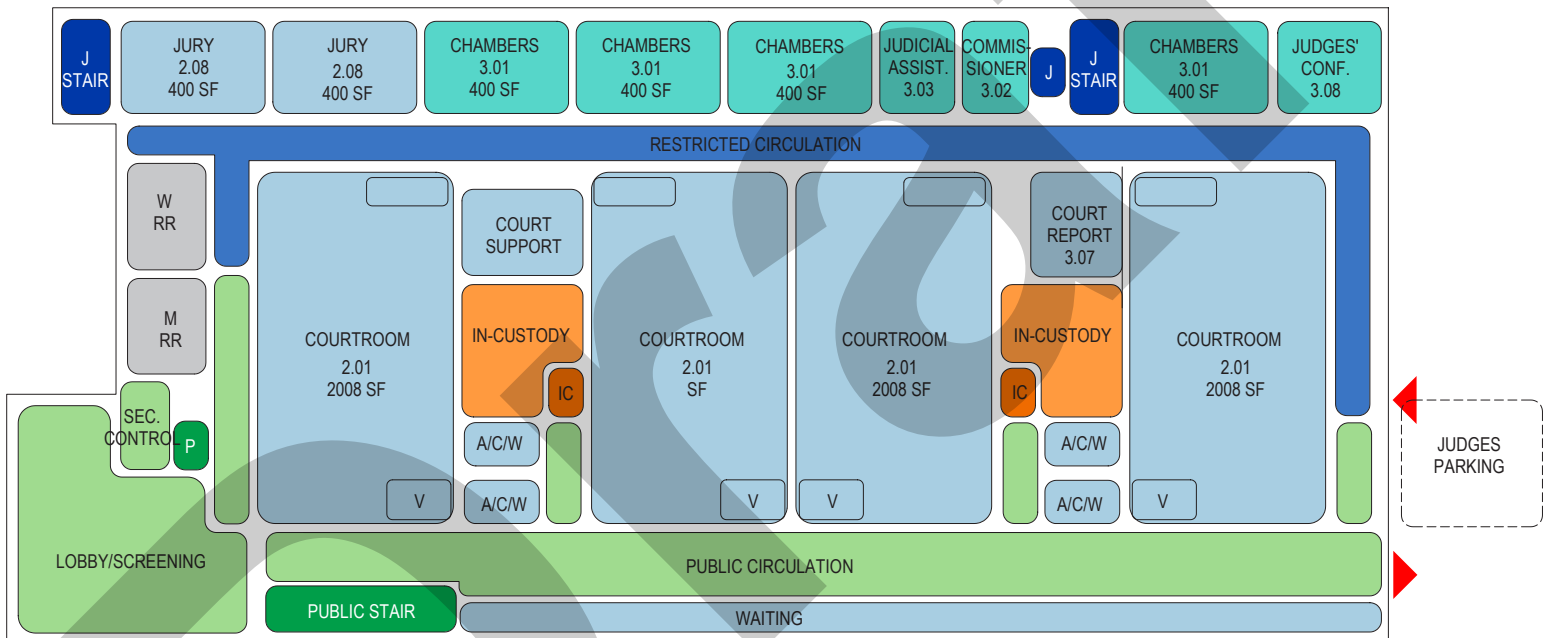 J
STAIR
JURY
2.08
400 SF
JURY
2.08
400 SF
CHAMBERS
3.01
400 SF
CHAMBERS
3.01
400 SF
CHAMBERS
3.01
400 SF
JUDICIAL
ASSIST.
3.03
COMMIS-
SIONER
3.02
J
J
STAIR
CHAMBERS
3.01
400 SF
JUDGES'
CONF.
3.08
RESTRICTED CIRCULATION
W
RR
M
RR
COURTROOM
2.01
2008 SF
V
COURT
SUPPORT
IN-CUSTODY
IC
A/C/W
A/C/W
COURTROOM
2.01
SF
V
COURTROOM
2.01
2008 SF
V
COURT
REPORT
3.07
IN-CUSTODY
IC
A/C/W
A/C/W
COURTROOM
2.01
2008 SF
V
SEC.
CONTROL
P
JUDGES
PARKING
LOBBY/SCREENING
PUBLIC CIRCULATION
PUBLIC STAIR
WAITING